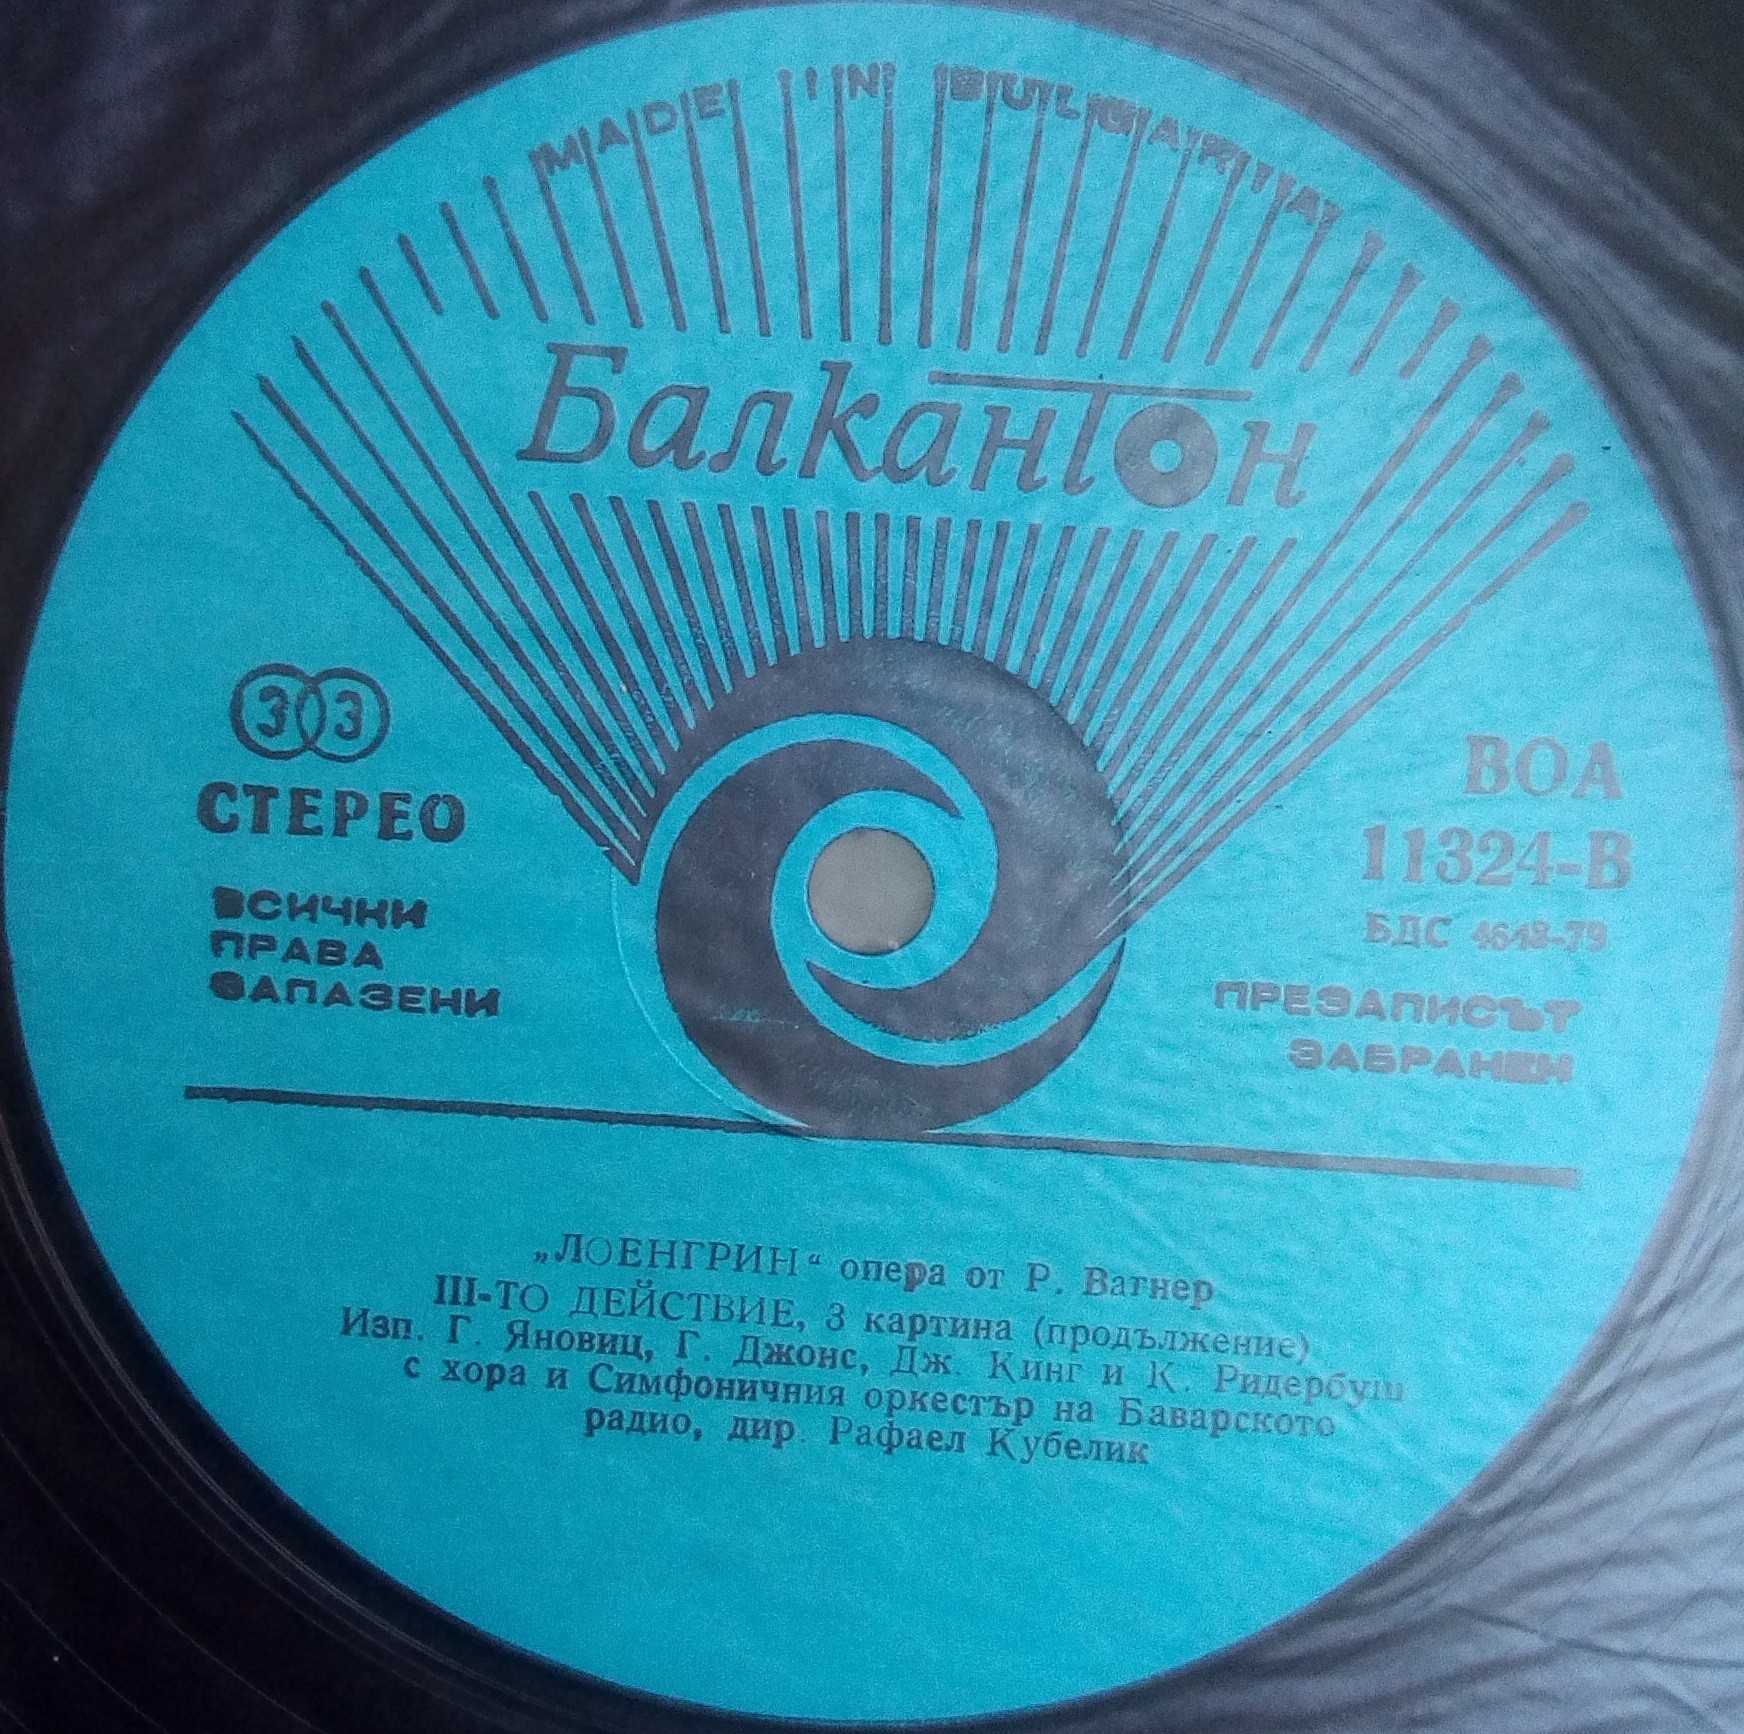 MADE IN BULGARIA
Балкантон
33
СТЕРЕО
ВСИЧКИ
ПРАВА
ЗАПАЗЕНИ
ВОА
11324-В
БДС 4648-79
ПРЕЗАПИСЪТ
ЗАБРАНЕН
„ЛОЕНГРИН“ опера от Р. Вагнер
III-ТО ДЕЙСТВИЕ, 3 картина (продължение)
Изп. Г. Яновиц, Г. Джонс, Дж. Кинг и К. Ридербуш
с хора и Симфоничния оркестър на Баварското
радио, дир. Рафаел Кубелик